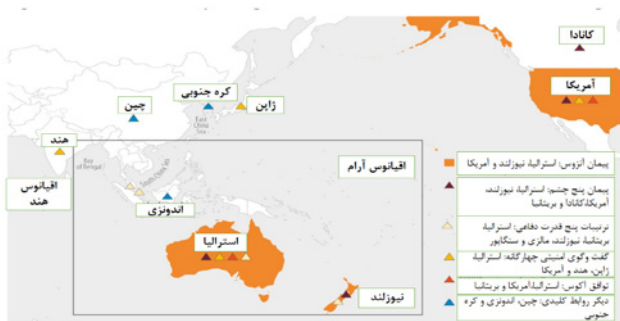 کانادا
آمریکا
کره جنوبی
ژاپن
چین
East
China
Sea
هند
Bay
of Bengal
South China Sea
اقیانوس آرام
اقیانوس
هند
اندونزی
استرالیا
نیوزلند
پیمان آنزوس: استرالیا، نیوزلند و آمریکا
پیمان پنج چشم: استرالیا، نیوزلند،
آمریکا،کانادا و بریتانیا
ترتیبات پنج قدرت دفاعی: استرالیا،
بریتانیا، نیوزلند، مالزی و سنگاپور
گفت وگوی امنیتی چهارگانه: استرالیا،
ژاپن، هند و آمریکا
توافق آکوس: استرالیا،آمریکا و بریتانیا
دیگر روابط کلیدی: چین، اندونزی و کره
جنوبی